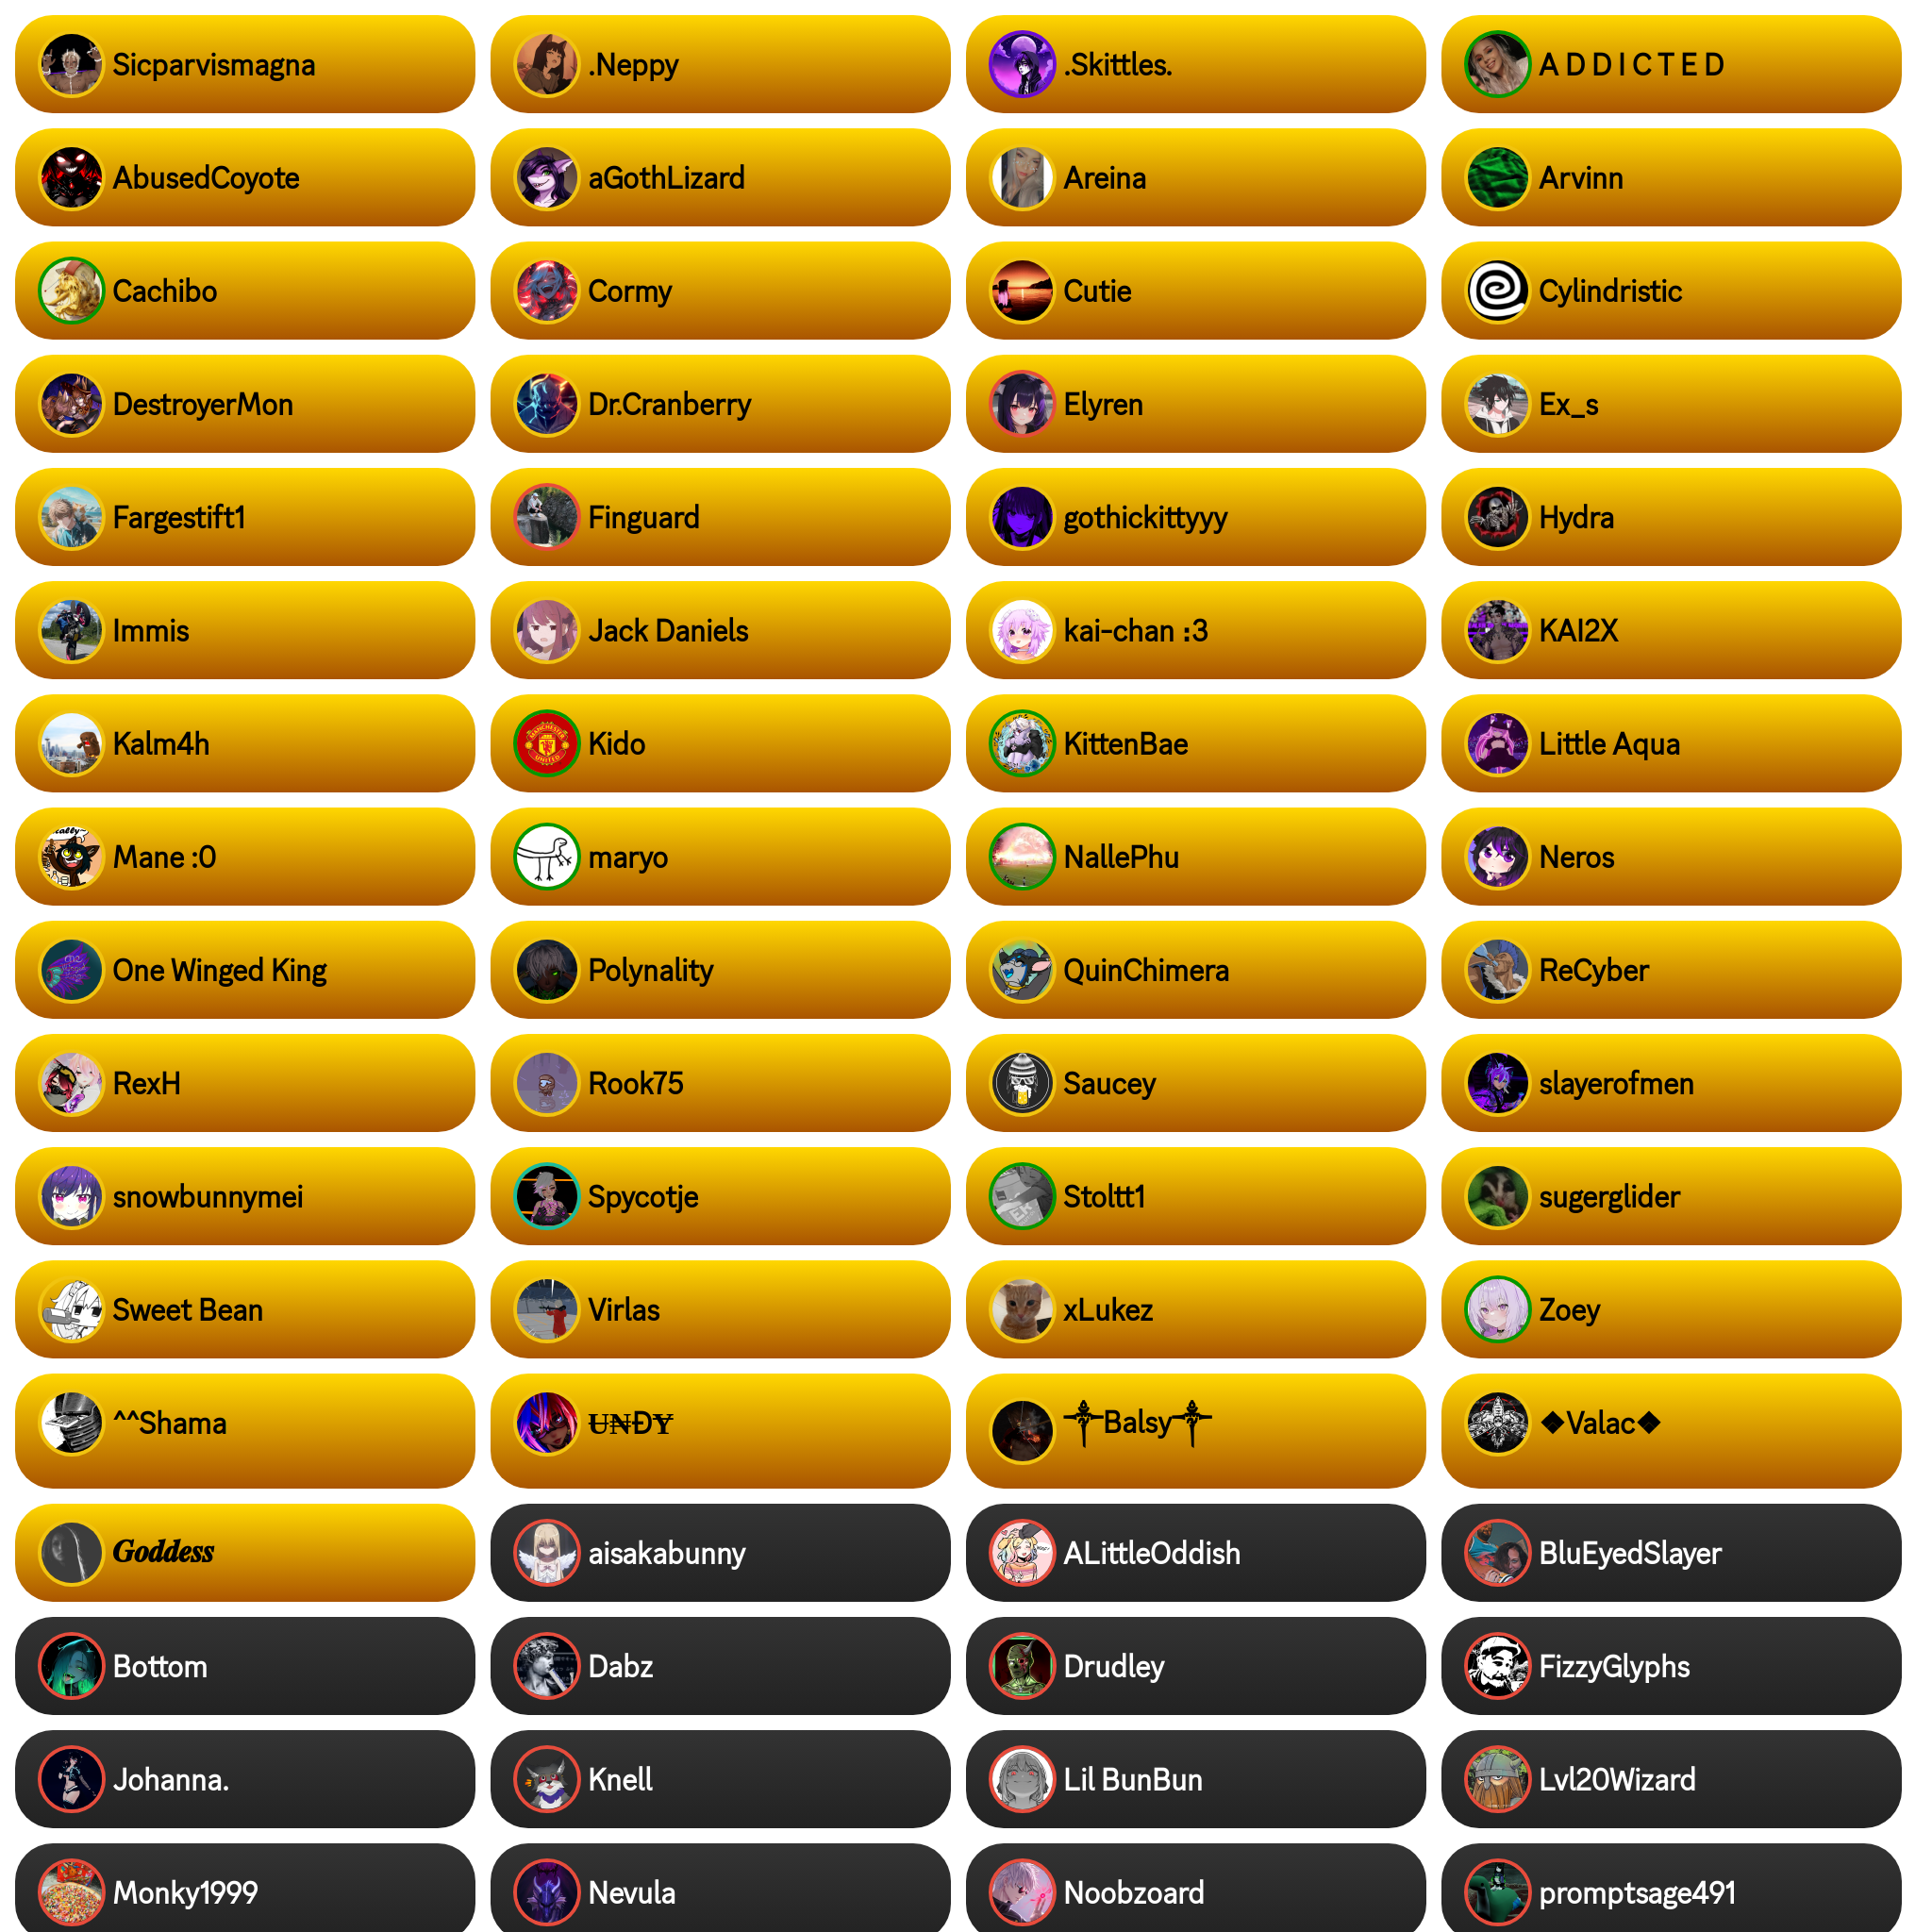 Sicparvismagna
.Neppy
.Skittles.
A D D I C T E D
AbusedCoyote
aGothLizard
Areina
Arvinn
Cachibo
Cormy
Cutie
Cylindristic
DestroyerMon
Dr.Cranberry
Elyren
Ex_s
Fargestift1
Finguard
gothickittyyy
Hydra
Immis
Jack Daniels
kai-chan :3
KAI2X
Kalm4h
Kido
MANCHESTER
UNITED
KittenBae
Little Aqua
Mane :0
maryo
NallePhu
Neros
One Winged King
Polynality
QuinChimera
ReCyber
RexH
Rook75
Saucey
slayerofmen
snowbunnymei
Spycotje
Stoltt1
sugerglider
Sweet Bean
Virlas
xLukez
Zoey
^^Shama
U̶N̶ĐY̶
⸸Balsy⸸
◆Valac◆
𝑮𝒐𝒅𝒅𝒆𝒔𝒔
aisakabunny
ALittleOddish
BluEyedSlayer
Bottom
Dabz
Drudley
FizzyGlyphs
Johanna.
Knell
Lil BunBun
Lvl20Wizard
Monky1999
Nevula
Noobzoard
promptsage491